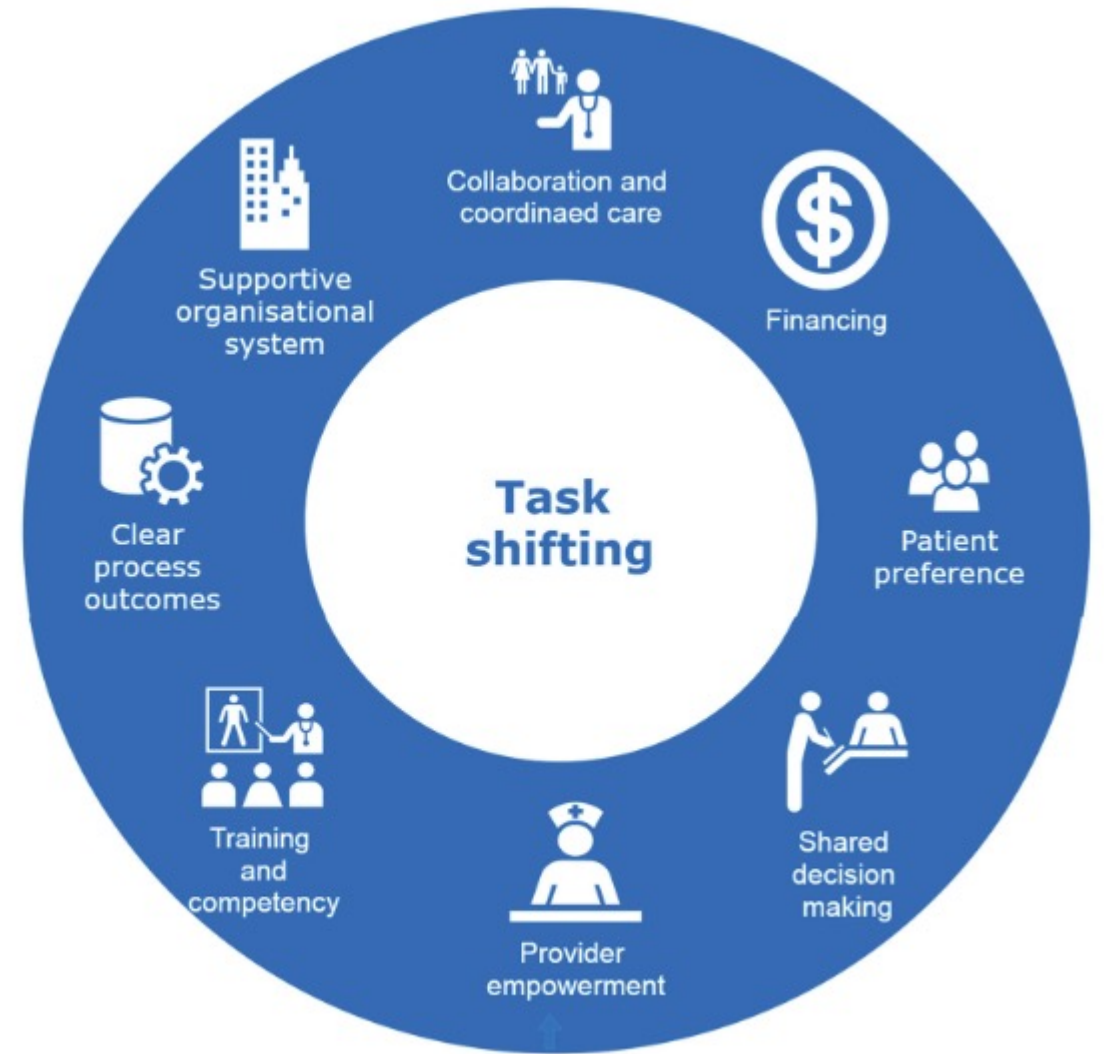 Collaboration and
coordinaed care
Financing
Patient
preference
Shared
decision
making
Provider
empowerment
Training
and
competency
Clear
process
outcomes
Supportive
organisational
system
Task
shifting